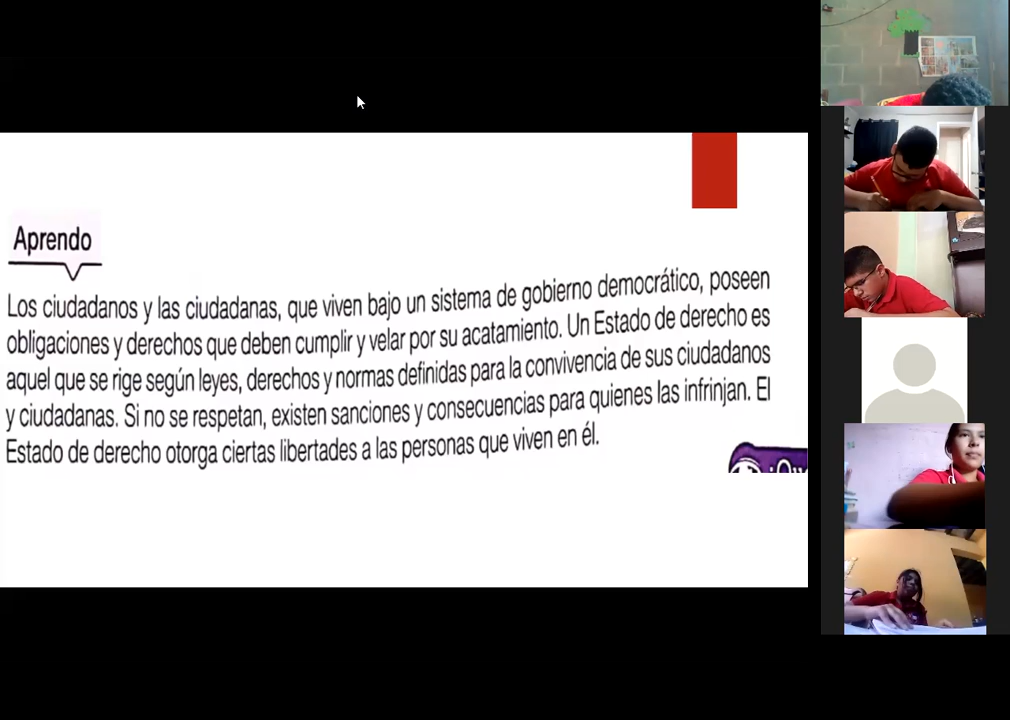 Aprendo
Los ciudadanos y las ciudadanas, que viven bajo un sistema de gobierno democrático, poseen
obligaciones y derechos que deben cumplir y velar por su acatamiento. Un Estado de derecho es
aquel que se rige según leyes, derechos y normas definidas para la convivencia de sus ciudadanos
y ciudadanas. Si no se respetan, existen sanciones y consecuencias para quienes las infrinjan. El
Estado de derecho otorga ciertas libertades a las personas que viven en él.